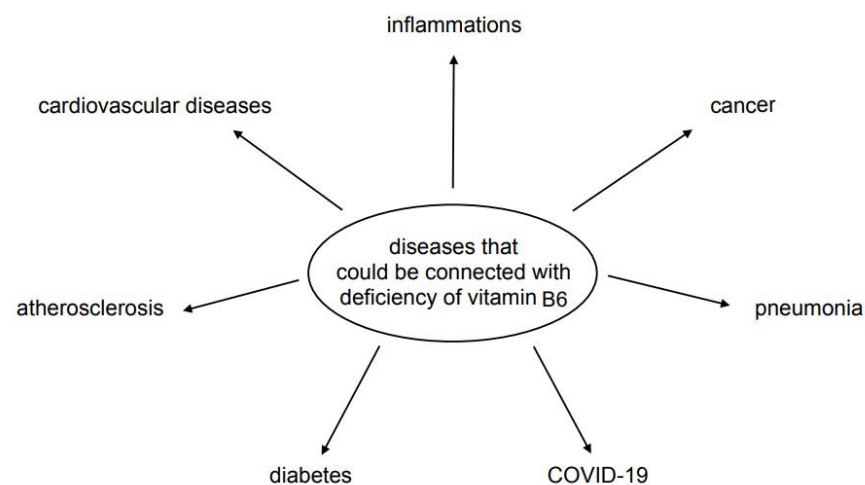 inflammations
cardiovascular diseases
cancer
diseases that
could be connected with
deficiency of vitamin B6
atherosclerosis
pneumonia
diabetes
COVID-19